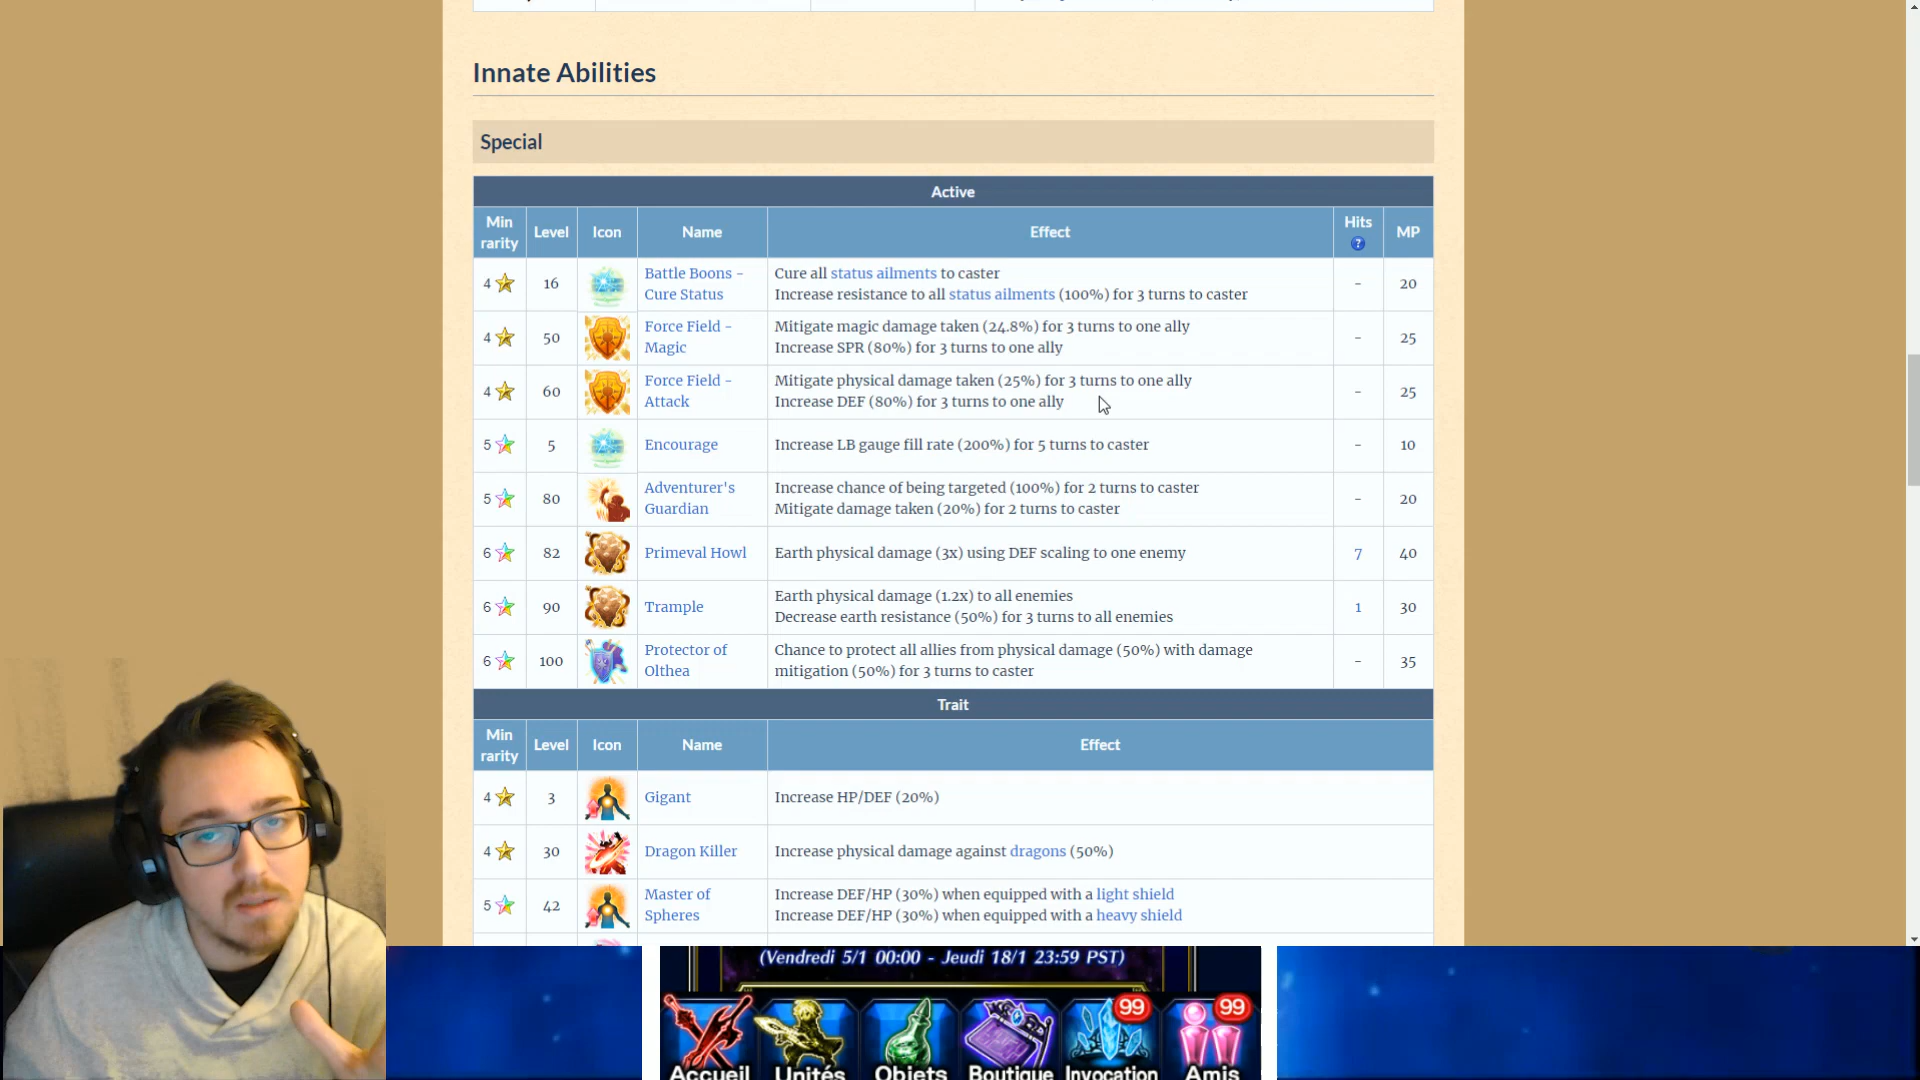 Innate Abilities
Special
Active
Min rarity Level Icon Name Effect Hits ? MP
4 16 Battle Boons - Cure Status Cure all status ailments to caster - 20
Increase resistance to all status ailments (100%) for 3 turns to caster
4 50 Force Field - Magic Mitigate magic damage taken (24.8%) for 3 turns to one ally - 25
Increase SPR (80%) for 3 turns to one ally
4 60 Force Field - Attack Mitigate physical damage taken (25%) for 3 turns to one ally - 25
Increase DEF (80%) for 3 turns to one ally
5 5 Encourage Increase LB gauge fill rate (200%) for 5 turns to caster - 10
5 80 Adventurer's Guardian Increase chance of being targeted (100%) for 2 turns to caster - 20
Mitigate damage taken (20%) for 2 turns to caster
6 82 Primeval Howl Earth physical damage (3x) using DEF scaling to one enemy 7 40
6 90 Trample Earth physical damage (1.2x) to all enemies 1 30
Decrease earth resistance (50%) for 3 turns to all enemies
6 100 Protector of Olthea Chance to protect all allies from physical damage (50%) with damage - 35
mitigation (50%) for 3 turns to caster
Trait
Min rarity Level Icon Name Effect
4 3 Gigant Increase HP/DEF (20%)
4 30 Dragon Killer Increase physical damage against dragons (50%)
5 42 Master of Spheres Increase DEF/HP (30%) when equipped with a light shield
Increase DEF/HP (30%) when equipped with a heavy shield
(Vendredi 5/1 00:00 - Jeudi 18/1 23:59 PST)
99 99
Accueil Unités Objets Boutique Invocation Amis